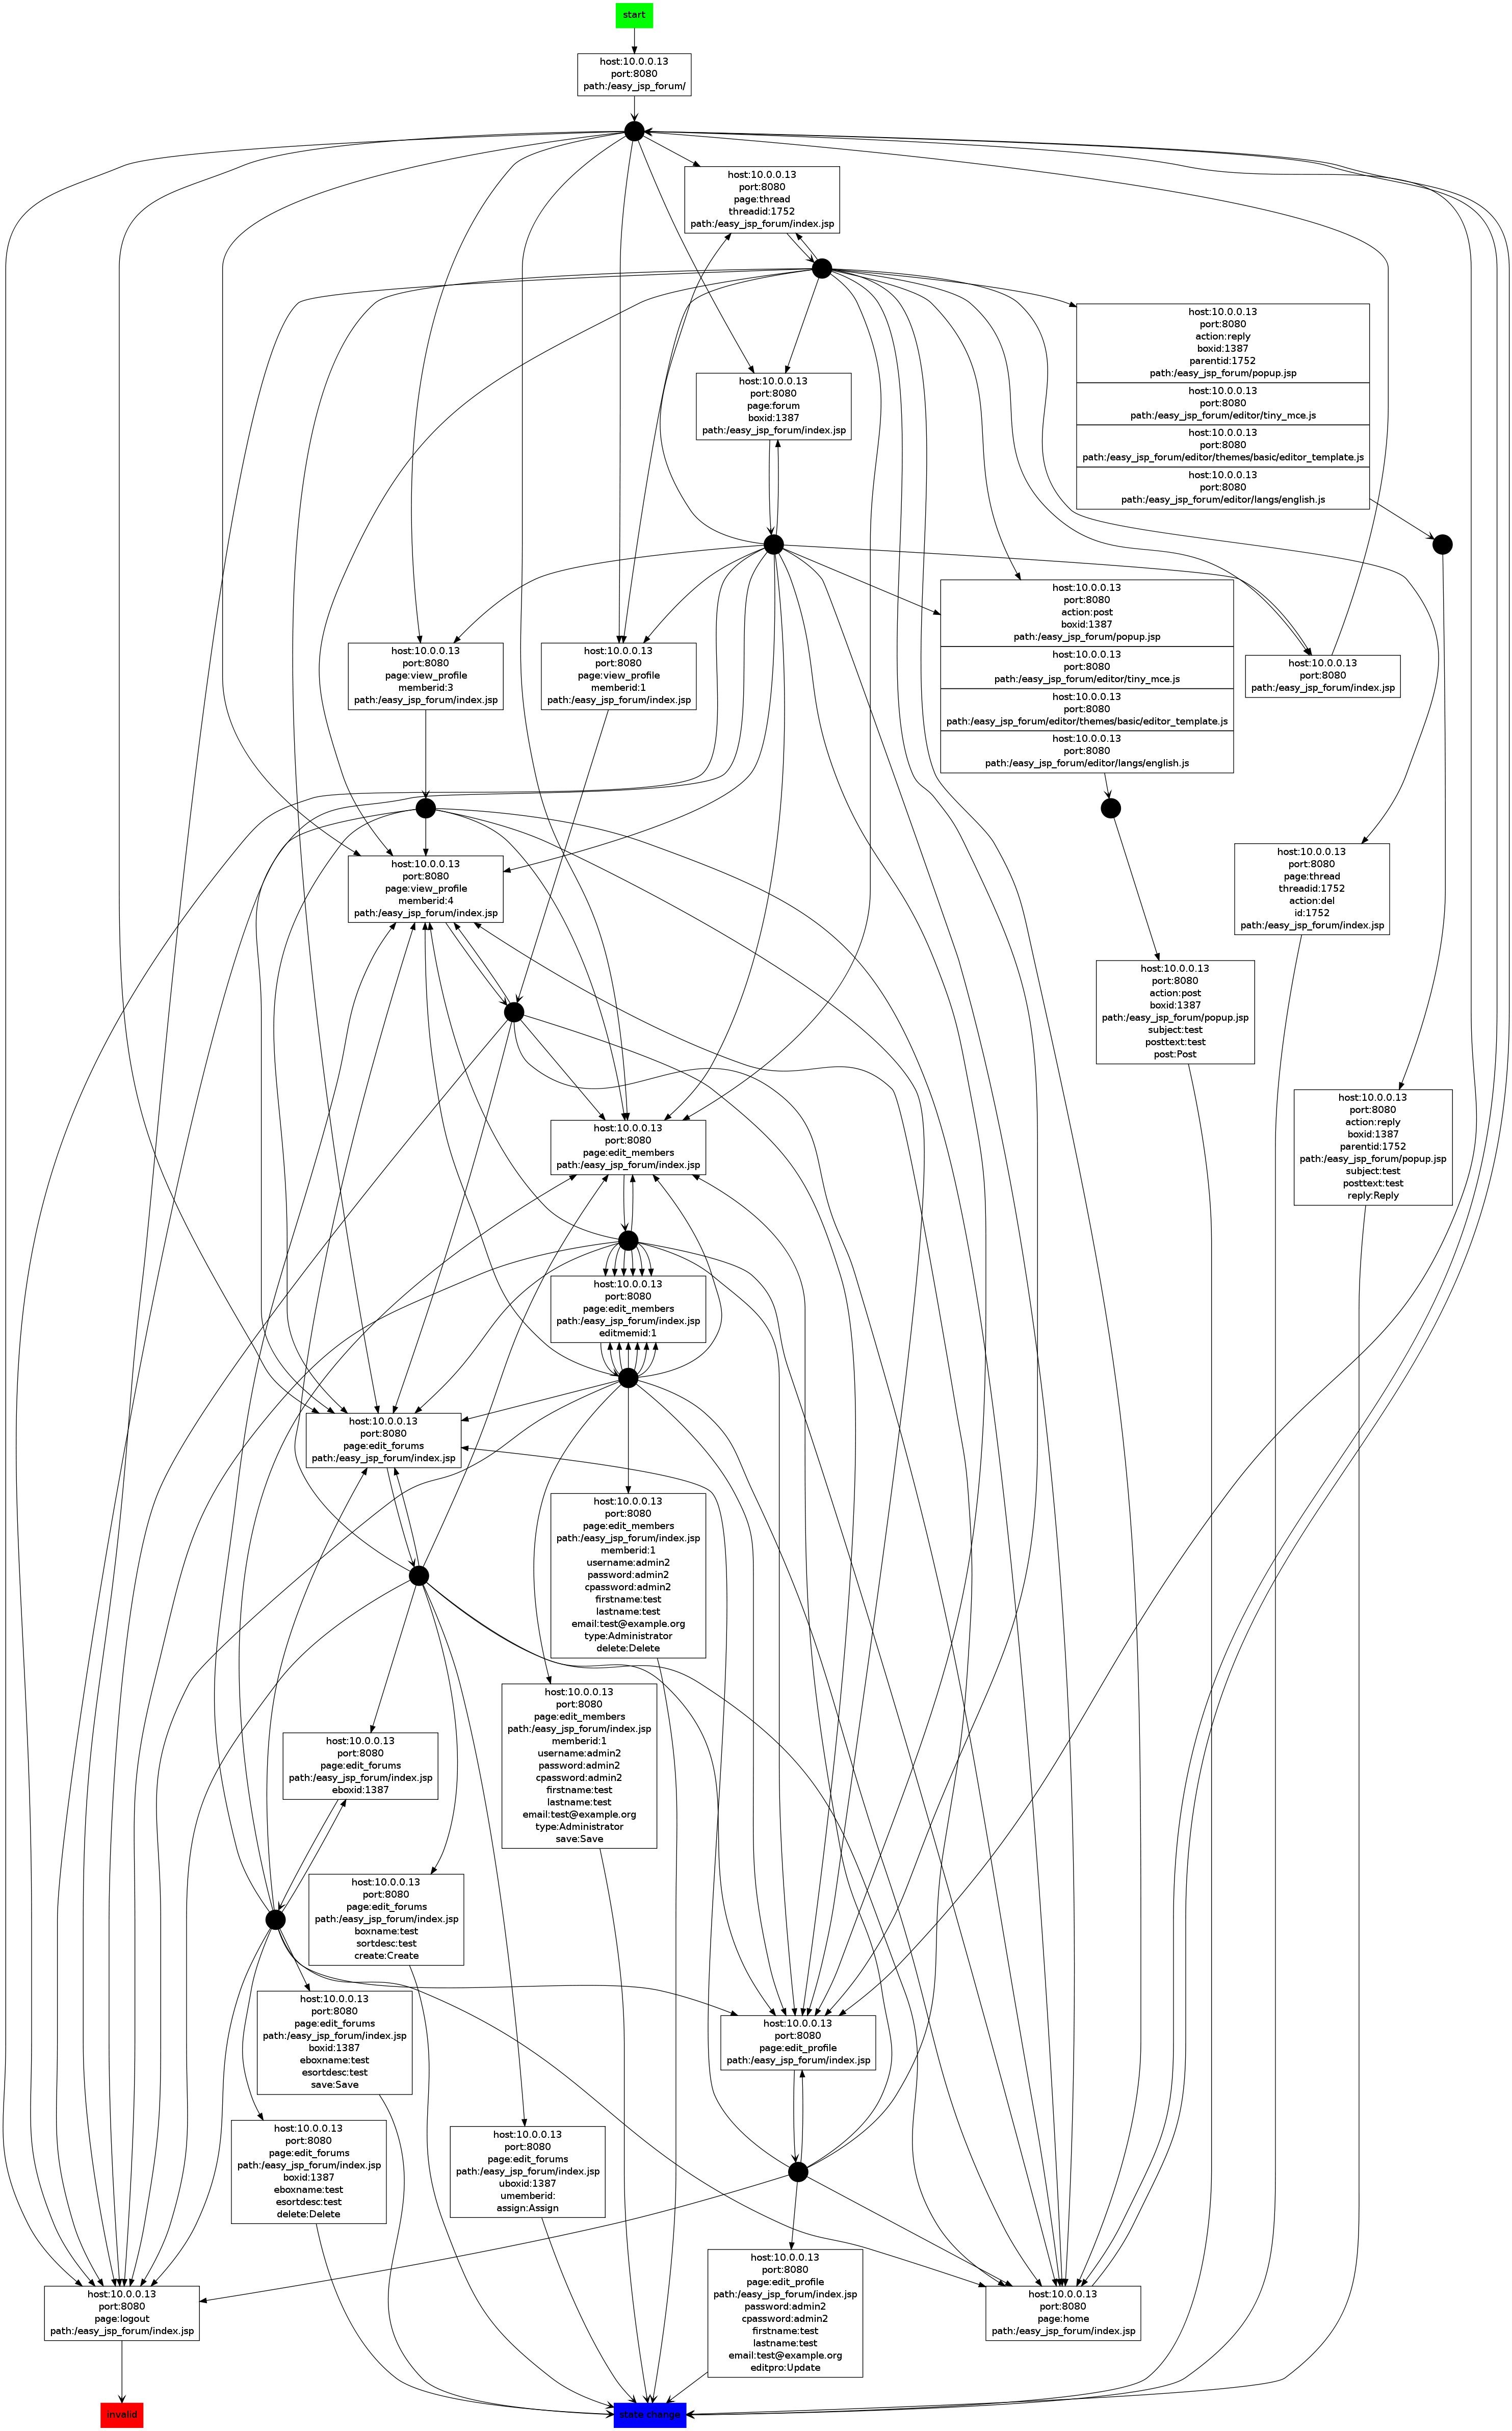 start
host:10.0.0.13
port:8080
path:/easy_jsp_forum/
host:10.0.0.13
port:8080
page:thread
threadid:1752
path:/easy_jsp_forum/index.jsp
host:10.0.0.13
port:8080
action:reply
boxid:1387
parentid:1752
path:/easy_jsp_forum/popup.jsp
host:10.0.0.13
port:8080
path:/easy_jsp_forum/editor/tiny_mce.js
host:10.0.0.13
port:8080
path:/easy_jsp_forum/editor/themes/basic/editor_template.js
host:10.0.0.13
port:8080
path:/easy_jsp_forum/editor/langs/english.js
host:10.0.0.13
port:8080
page:forum
boxid:1387
path:/easy_jsp_forum/index.jsp
host:10.0.0.13
port:8080
action:post
boxid:1387
path:/easy_jsp_forum/popup.jsp
host:10.0.0.13
port:8080
path:/easy_jsp_forum/editor/tiny_mce.js
host:10.0.0.13
port:8080
path:/easy_jsp_forum/editor/themes/basic/editor_template.js
host:10.0.0.13
port:8080
path:/easy_jsp_forum/editor/langs/english.js
host:10.0.0.13
port:8080
page:view_profile
memberid:3
path:/easy_jsp_forum/index.jsp
host:10.0.0.13
port:8080
page:view_profile
memberid:1
path:/easy_jsp_forum/index.jsp
host:10.0.0.13
port:8080
path:/easy_jsp_forum/index.jsp
host:10.0.0.13
port:8080
page:view_profile
memberid:4
path:/easy_jsp_forum/index.jsp
host:10.0.0.13
port:8080
page:thread
threadid:1752
action:del
id:1752
path:/easy_jsp_forum/index.jsp
host:10.0.0.13
port:8080
action:post
boxid:1387
path:/easy_jsp_forum/popup.jsp
subject:test
posttext:test
post:Post
host:10.0.0.13
port:8080
action:reply
boxid:1387
parentid:1752
path:/easy_jsp_forum/popup.jsp
subject:test
posttext:test
reply:Reply
host:10.0.0.13
port:8080
page:edit_members
path:/easy_jsp_forum/index.jsp
host:10.0.0.13
port:8080
page:edit_members
path:/easy_jsp_forum/index.jsp
editmemid:1
host:10.0.0.13
port:8080
page:edit_forums
path:/easy_jsp_forum/index.jsp
host:10.0.0.13
port:8080
page:edit_members
path:/easy_jsp_forum/index.jsp
memberid:1
username:admin2
password:admin2
cpassword:admin2
firstname:test
lastname:test
email:test@example.org
type:Administrator
delete:Delete
host:10.0.0.13
port:8080
page:edit_members
path:/easy_jsp_forum/index.jsp
memberid:1
username:admin2
password:admin2
cpassword:admin2
firstname:test
lastname:test
email:test@example.org
type:Administrator
save:Save
host:10.0.0.13
port:8080
page:edit_forums
path:/easy_jsp_forum/index.jsp
eboxid:1387
host:10.0.0.13
port:8080
page:edit_forums
path:/easy_jsp_forum/index.jsp
boxname:test
sortdesc:test
create:Create
host:10.0.0.13
port:8080
page:edit_forums
path:/easy_jsp_forum/index.jsp
boxid:1387
eboxname:test
esortdesc:test
save:Save
host:10.0.0.13
port:8080
page:edit_profile
path:/easy_jsp_forum/index.jsp
host:10.0.0.13
port:8080
page:edit_forums
path:/easy_jsp_forum/index.jsp
boxid:1387
eboxname:test
esortdesc:test
delete:Delete
host:10.0.0.13
port:8080
page:edit_forums
path:/easy_jsp_forum/index.jsp
uboxid:1387
umemberid:
assign:Assign
host:10.0.0.13
port:8080
page:edit_profile
path:/easy_jsp_forum/index.jsp
password:admin2
cpassword:admin2
firstname:test
lastname:test
email:test@example.org
editpro:Update
host:10.0.0.13
port:8080
page:logout
path:/easy_jsp_forum/index.jsp
host:10.0.0.13
port:8080
page:home
path:/easy_jsp_forum/index.jsp
invalid
state change